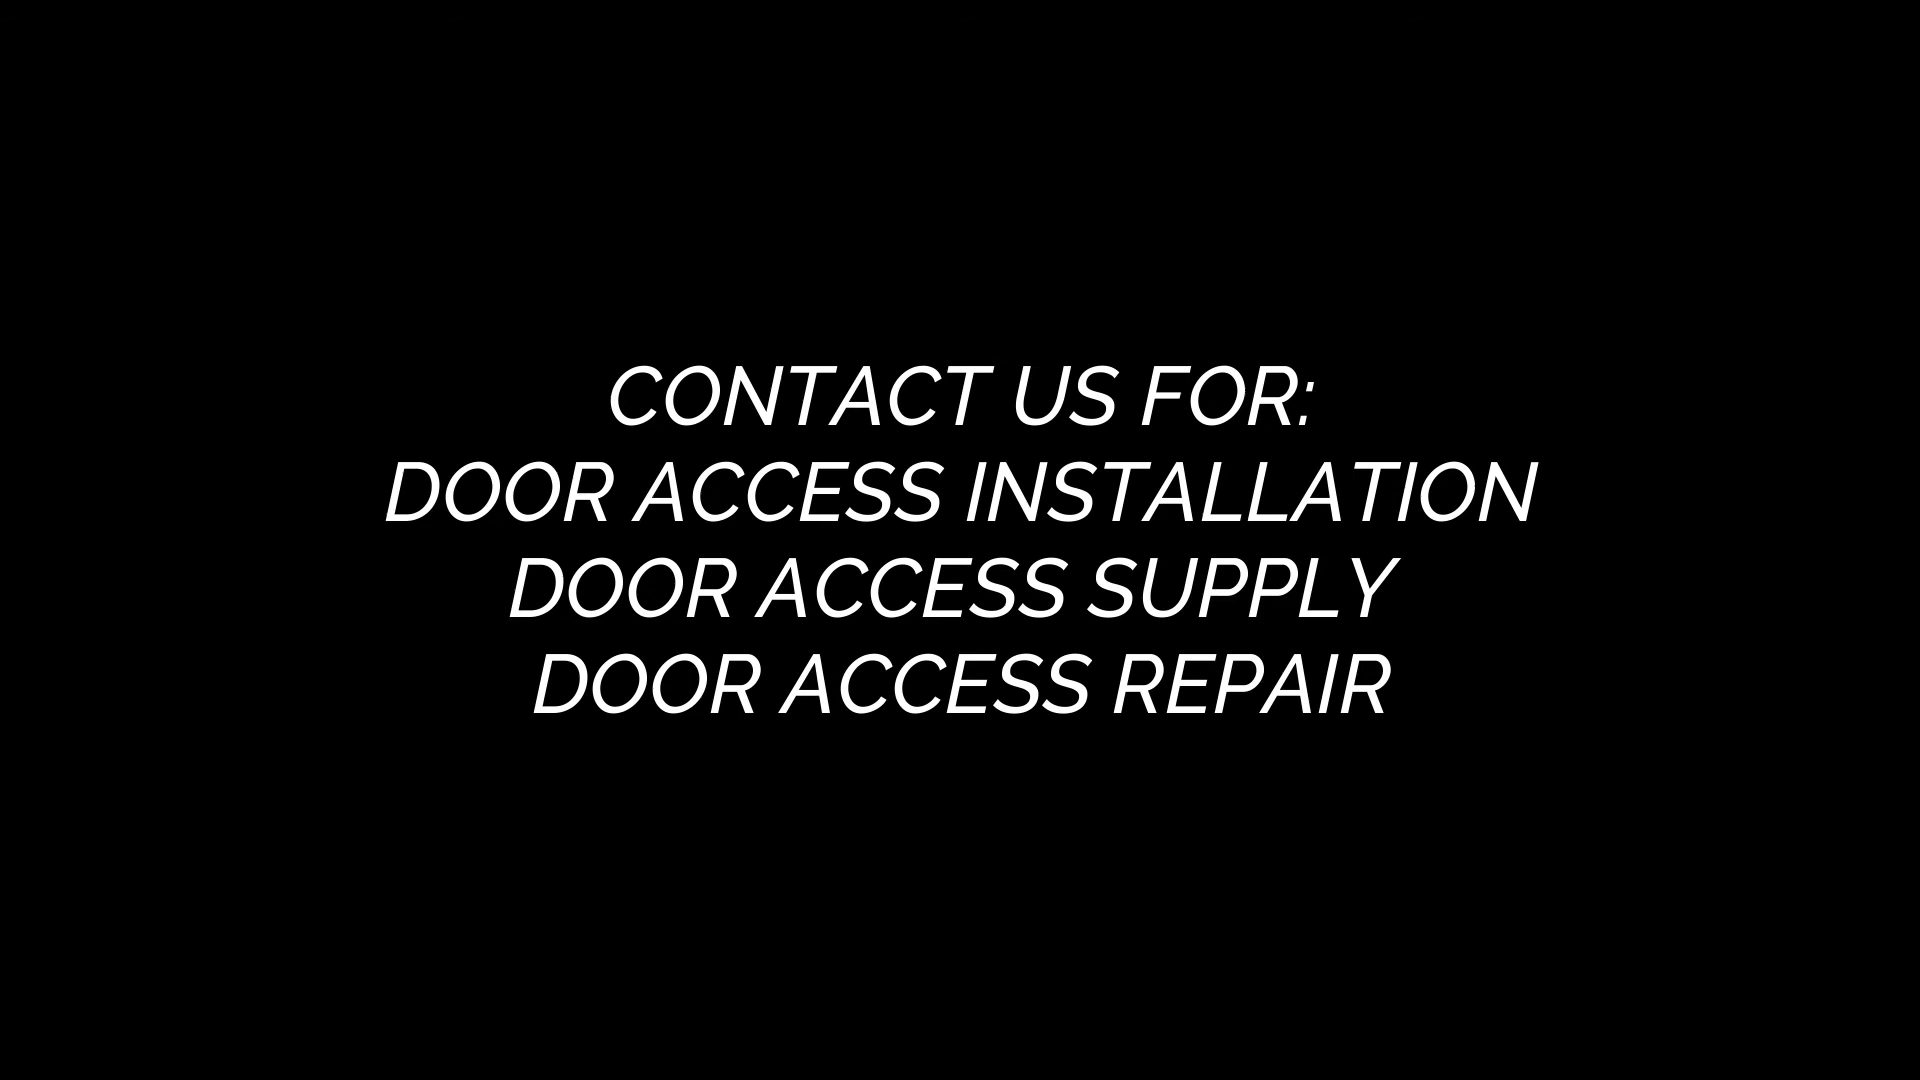 CONTACT US FOR:
DOOR ACCESS INSTALLATION
DOOR ACCESS SUPPLY
DOOR ACCESS REPAIR